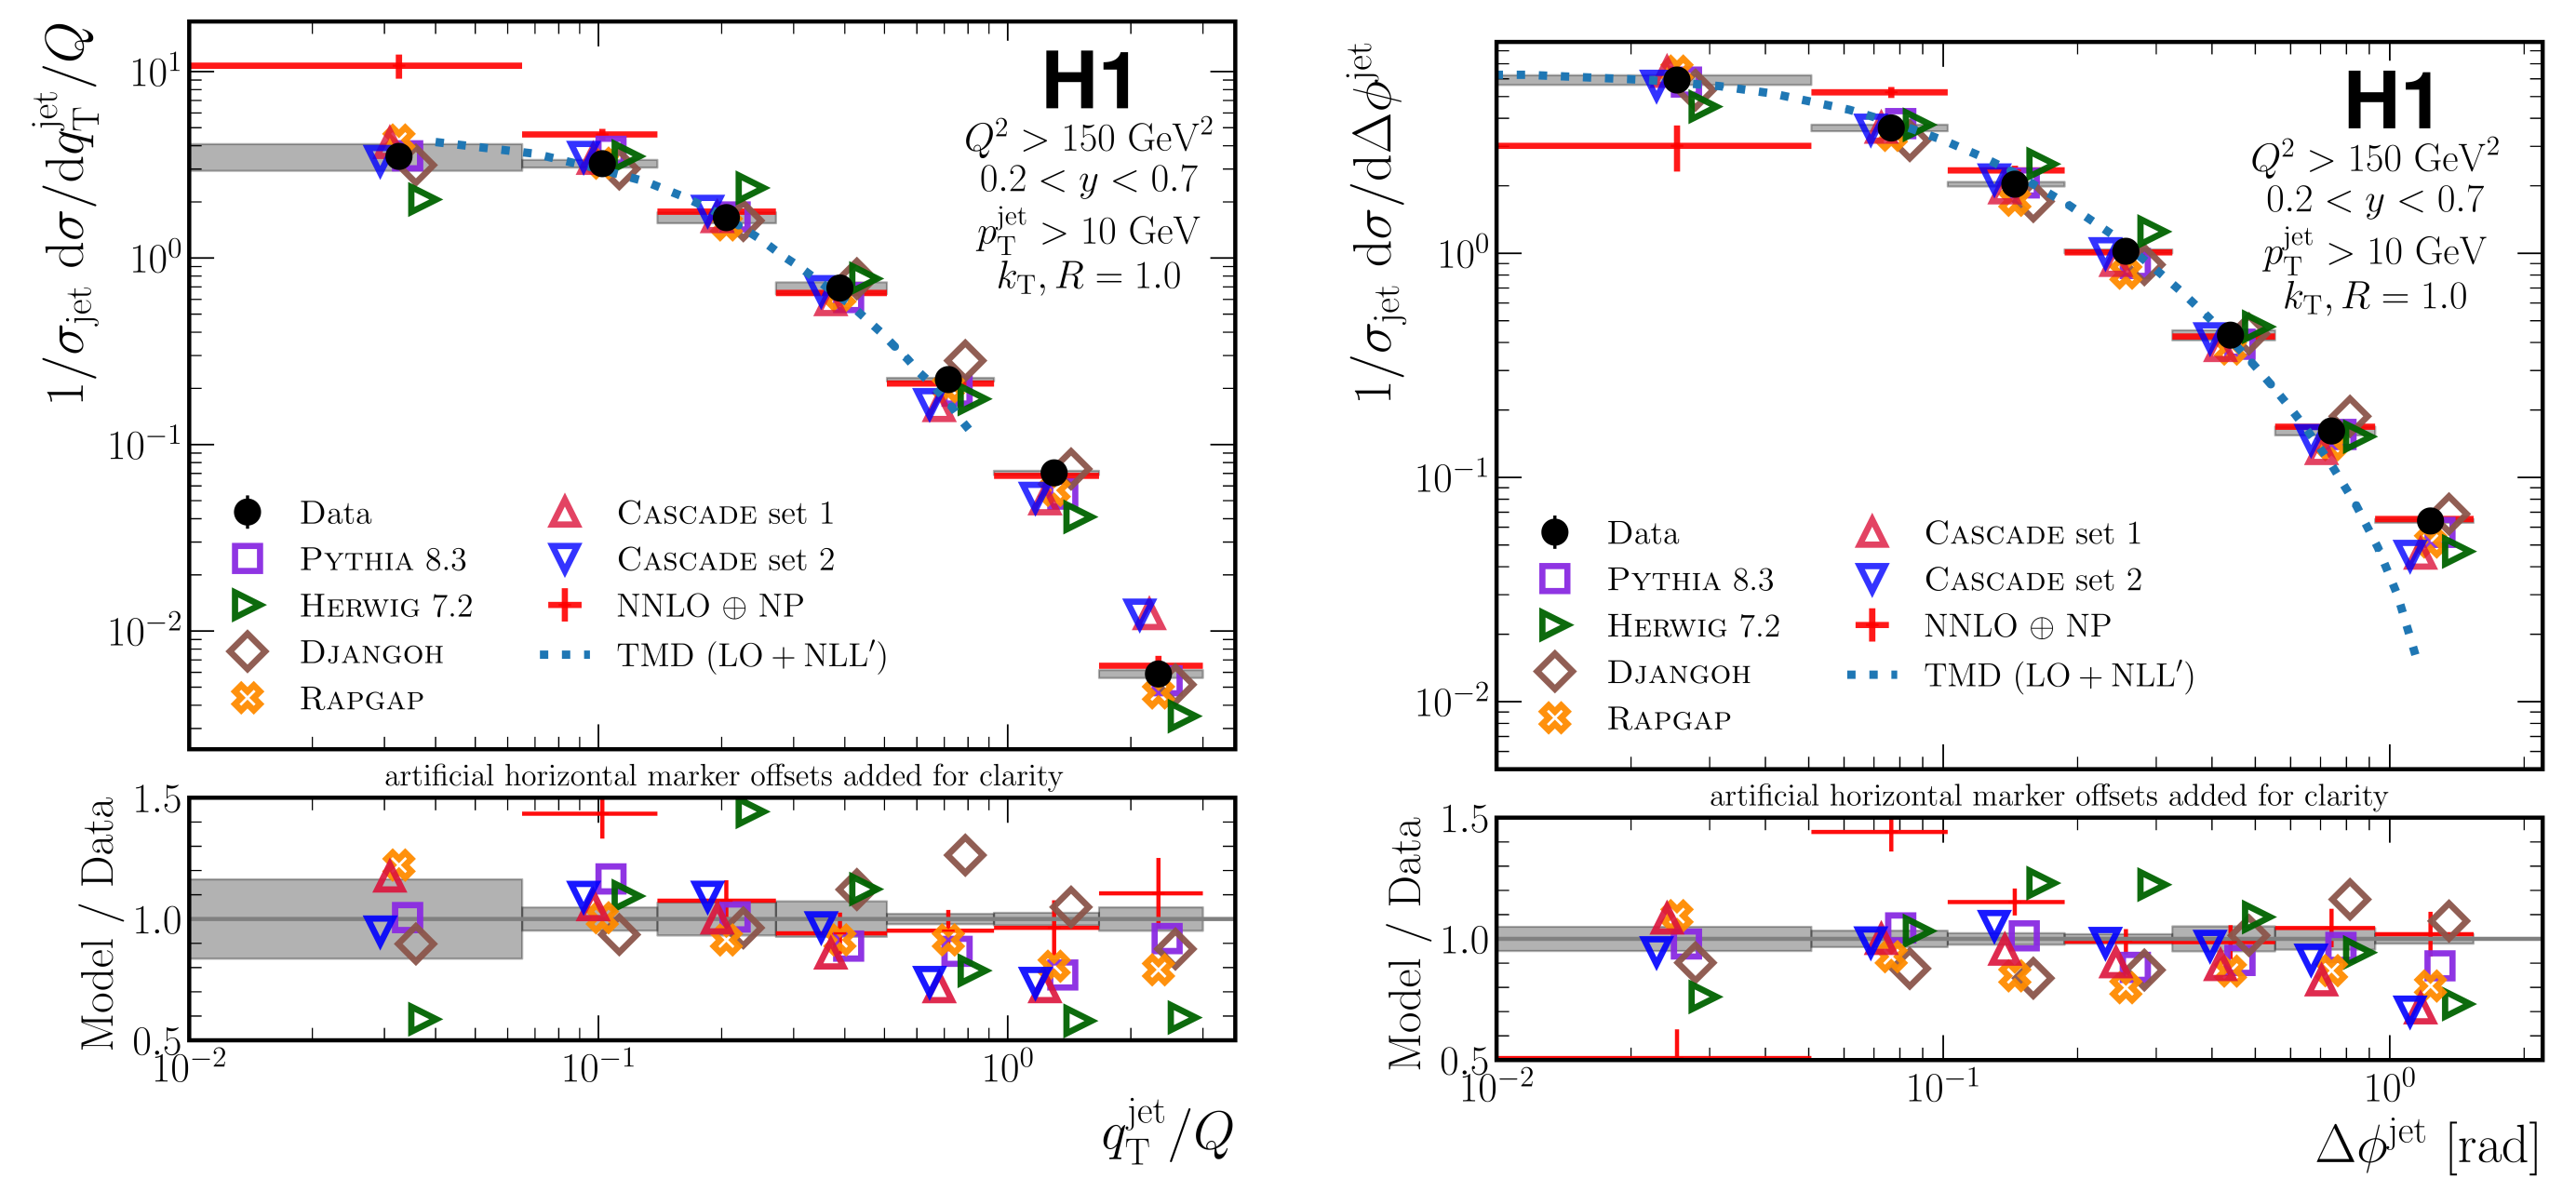 1/σ_jet dσ/dq_T^jet/Q
10^1
10^0
10^−1
10^−2
H1
Q^2 > 150 GeV^2
0.2 < y < 0.7
p_T^jet > 10 GeV
k_T, R = 1.0
Data
PYTHIA 8.3
HERWIG 7.2
DJANGOH
RAPGAP
CASCADE set 1
CASCADE set 2
NNLO ⊕ NP
TMD (LO + NLL′)
artificial horizontal marker offsets added for clarity
Model / Data
1.5
1.0
0.5
10^−2
10^−1
10^0
q_T^jet/Q
1/σ_jet dσ/dΔϕ^jet
10^0
10^−1
10^−2
H1
Q^2 > 150 GeV^2
0.2 < y < 0.7
p_T^jet > 10 GeV
k_T, R = 1.0
Data
PYTHIA 8.3
HERWIG 7.2
DJANGOH
RAPGAP
CASCADE set 1
CASCADE set 2
NNLO ⊕ NP
TMD (LO + NLL′)
artificial horizontal marker offsets added for clarity
Model / Data
1.5
1.0
0.5
10^−2
10^−1
10^0
Δϕ^jet [rad]